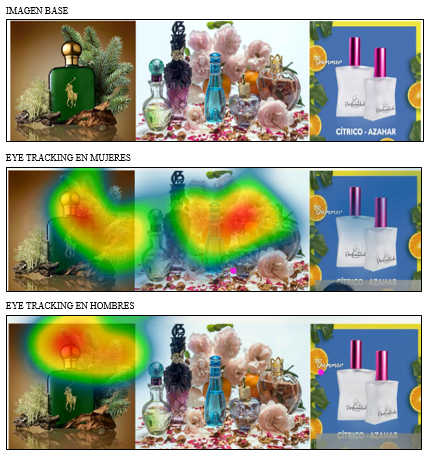 IMAGEN BASE
Summer
CÍTRICO - AZAHAR
EYE TRACKING EN MUJERES
Summer
CÍTRICO - AZAHAR
EYE TRACKING EN HOMBRES
Summer
CÍTRICO - AZAHAR